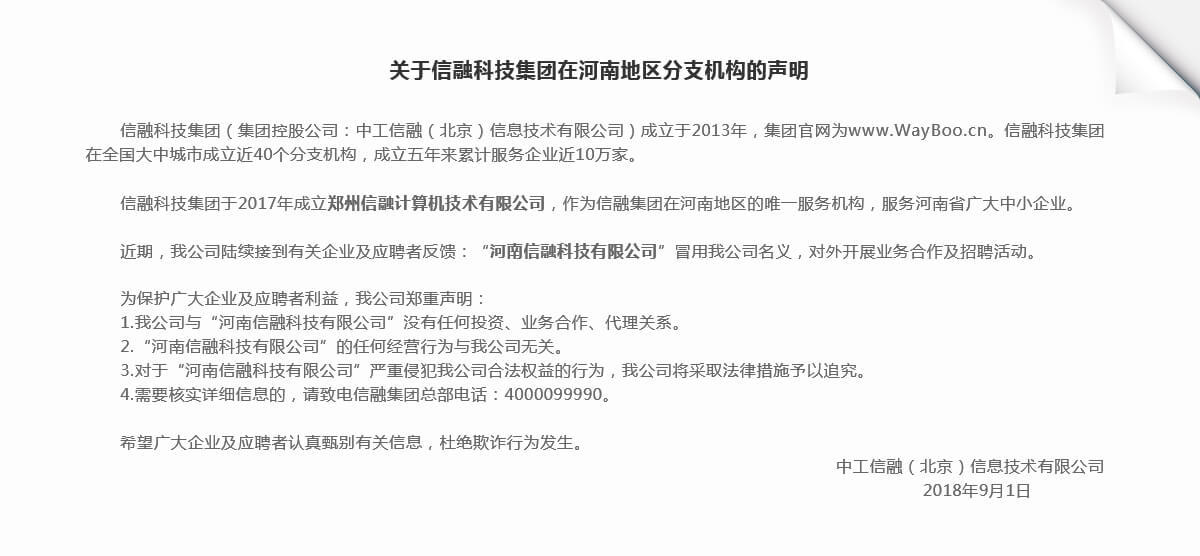 关于信融科技集团在河南地区分支机构的声明
信融科技集团（集团控股公司：中工信融（北京）信息技术有限公司）成立于2013年，集团官网为www.WayBoo.cn。信融科技集团
在全国大中城市成立近40个分支机构，成立五年来累计服务企业近10万家。
信融科技集团于2017年成立郑州信融计算机技术有限公司，作为信融集团在河南地区的唯一服务机构，服务河南省广大中小企业。
近期，我公司陆续接到有关企业及应聘者反馈：“河南信融科技有限公司”冒用我公司名义，对外开展业务合作及招聘活动。
为保护广大企业及应聘者利益，我公司郑重声明：
1.我公司与“河南信融科技有限公司”没有任何投资、业务合作、代理关系。
2.“河南信融科技有限公司”的任何经营行为与我公司无关。
3.对于“河南信融科技有限公司”严重侵犯我公司合法权益的行为，我公司将采取法律措施予以追究。
4.需要核实详细信息的，请致电信融集团总部电话：4000099990。
希望广大企业及应聘者认真甄别有关信息，杜绝欺诈行为发生。
中工信融（北京）信息技术有限公司
2018年9月1日